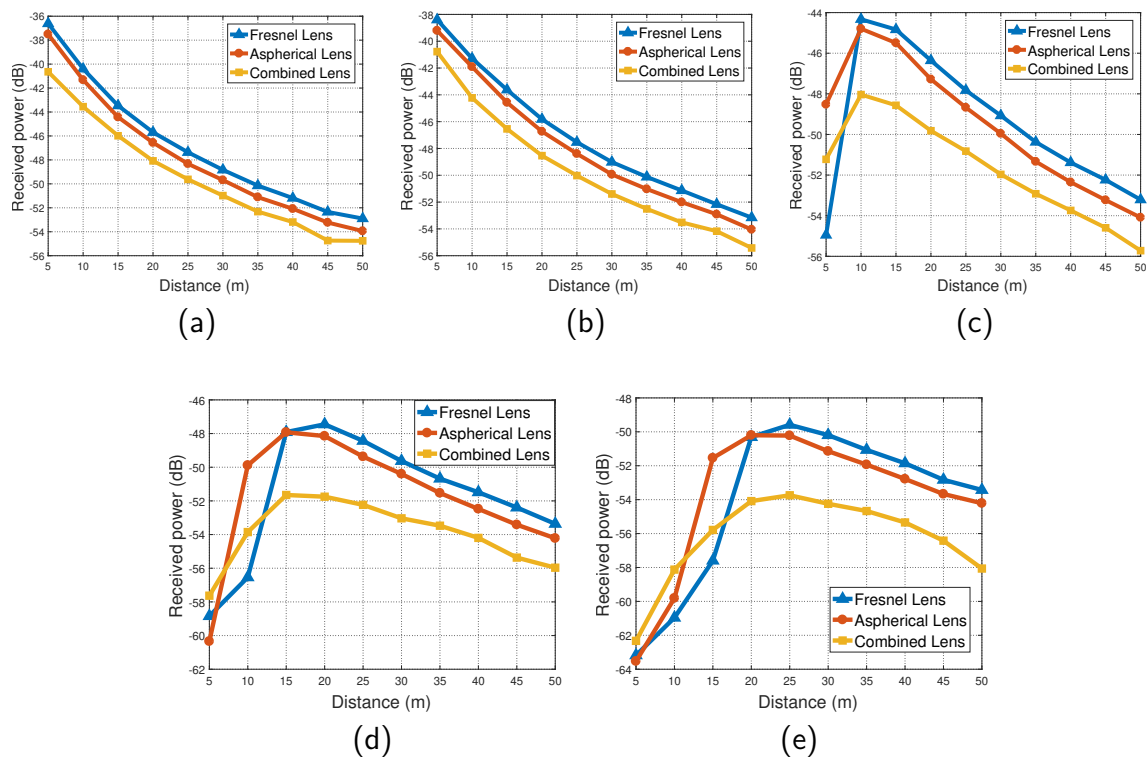 -36
-38
-40
-42
-44
-46
-48
-50
-52
-54
-56
Received power (dB)
Fresnel Lens
Aspherical Lens
Combined Lens
5 10 15 20 25 30 35 40 45 50
Distance (m)
(a)
-38
-40
-42
-44
-46
-48
-50
-52
-54
-56
Received power (dB)
Fresnel Lens
Aspherical Lens
Combined Lens
5 10 15 20 25 30 35 40 45 50
Distance (m)
(b)
-44
-46
-48
-50
-52
-54
-56
Received power (dB)
Fresnel Lens
Aspherical Lens
Combined Lens
5 10 15 20 25 30 35 40 45 50
Distance (m)
(c)
-46
-48
-50
-52
-54
-56
-58
-60
-62
Received power (dB)
Fresnel Lens
Aspherical Lens
Combined Lens
5 10 15 20 25 30 35 40 45 50
Distance (m)
(d)
-48
-50
-52
-54
-56
-58
-60
-62
-64
Received power (dB)
Fresnel Lens
Aspherical Lens
Combined Lens
5 10 15 20 25 30 35 40 45 50
Distance (m)
(e)